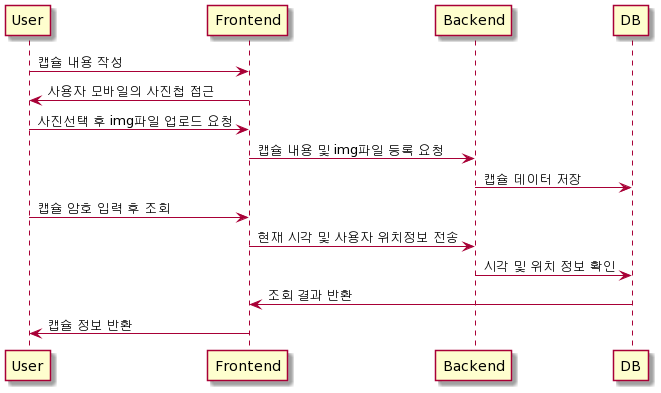 User Frontend Backend DB
캡슐 내용 작성
사용자 모바일의 사진첩 접근
사진선택 후 img파일 업로드 요청
캡슐 내용 및 img파일 등록 요청
캡슐 데이터 저장
캡슐 암호 입력 후 조회
현재 시각 및 사용자 위치정보 전송
시각 및 위치 정보 확인
조회 결과 반환
캡슐 정보 반환
User Frontend Backend DB